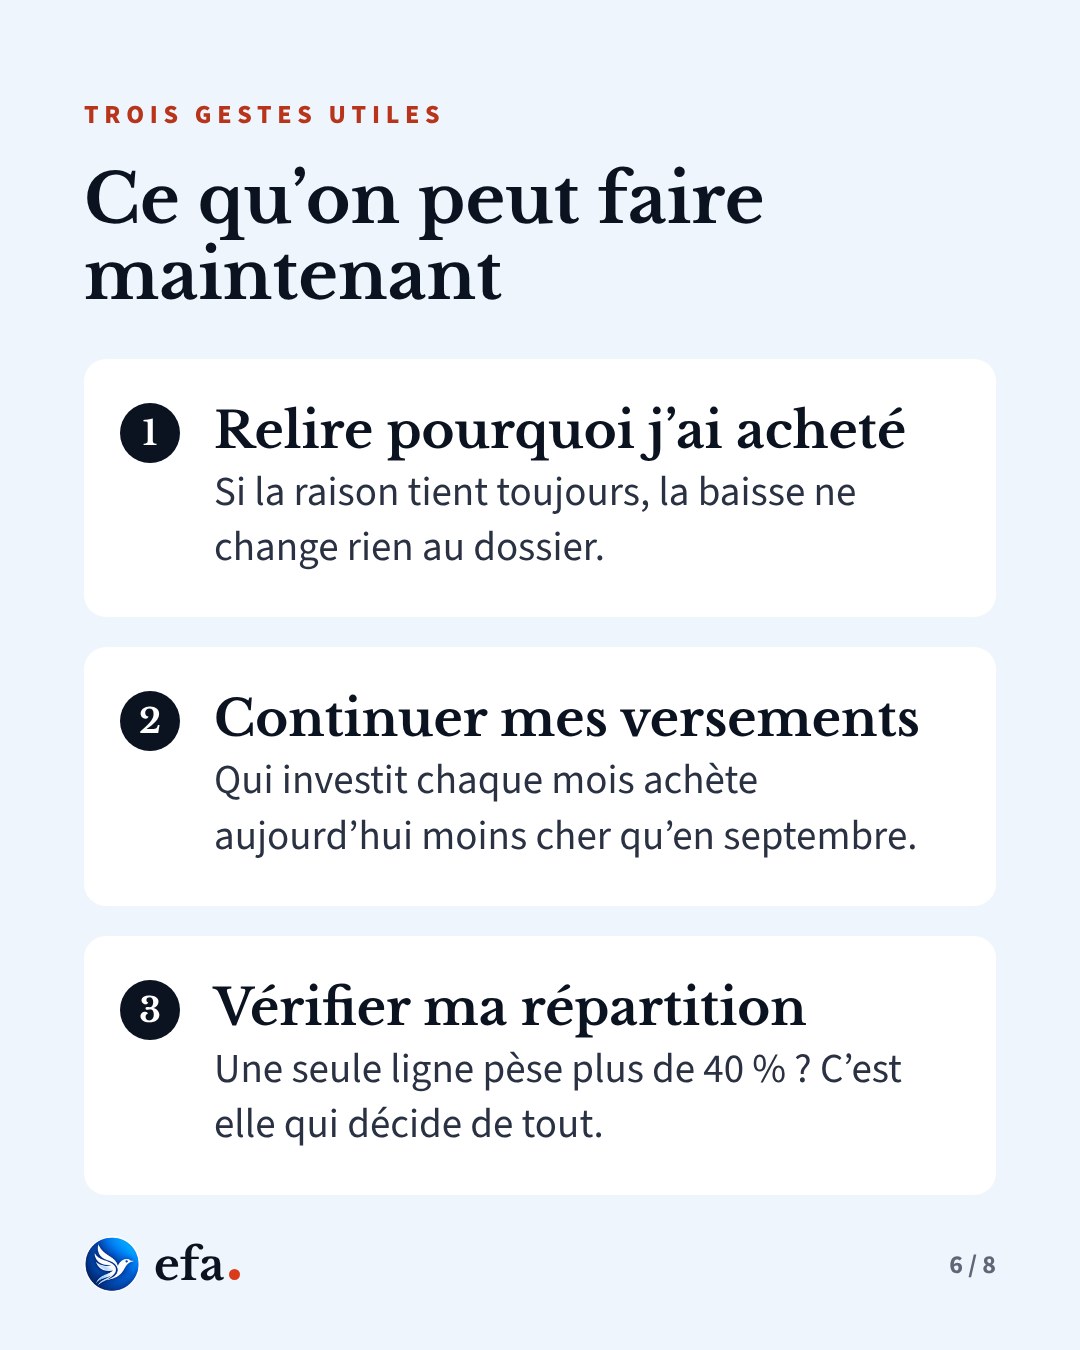 TROIS GESTES UTILES
Ce qu’on peut faire
maintenant
1 Relire pourquoi j’ai acheté
Si la raison tient toujours, la baisse ne
change rien au dossier.
2 Continuer mes versements
Qui investit chaque mois achète
aujourd’hui moins cher qu’en septembre.
3 Vérifier ma répartition
Une seule ligne pèse plus de 40 % ? C’est
elle qui décide de tout.
efa.
6 / 8